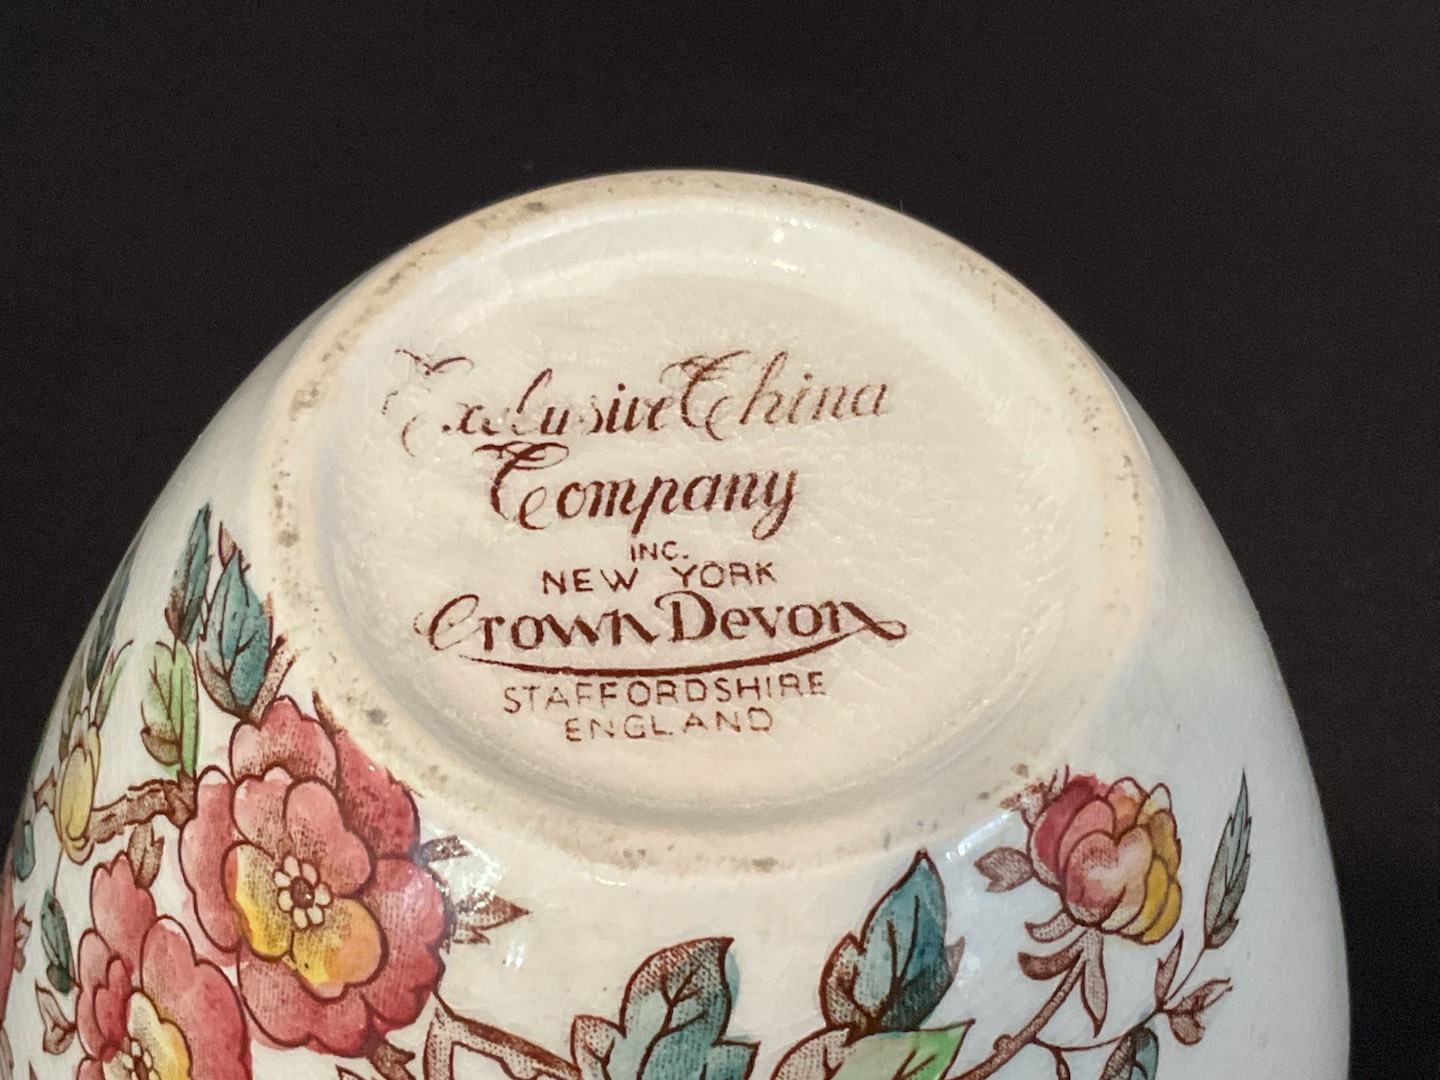 Exclusive China
Company
INC.
NEW YORK
Crown Devon
STAFFORDSHIRE
ENGLAND